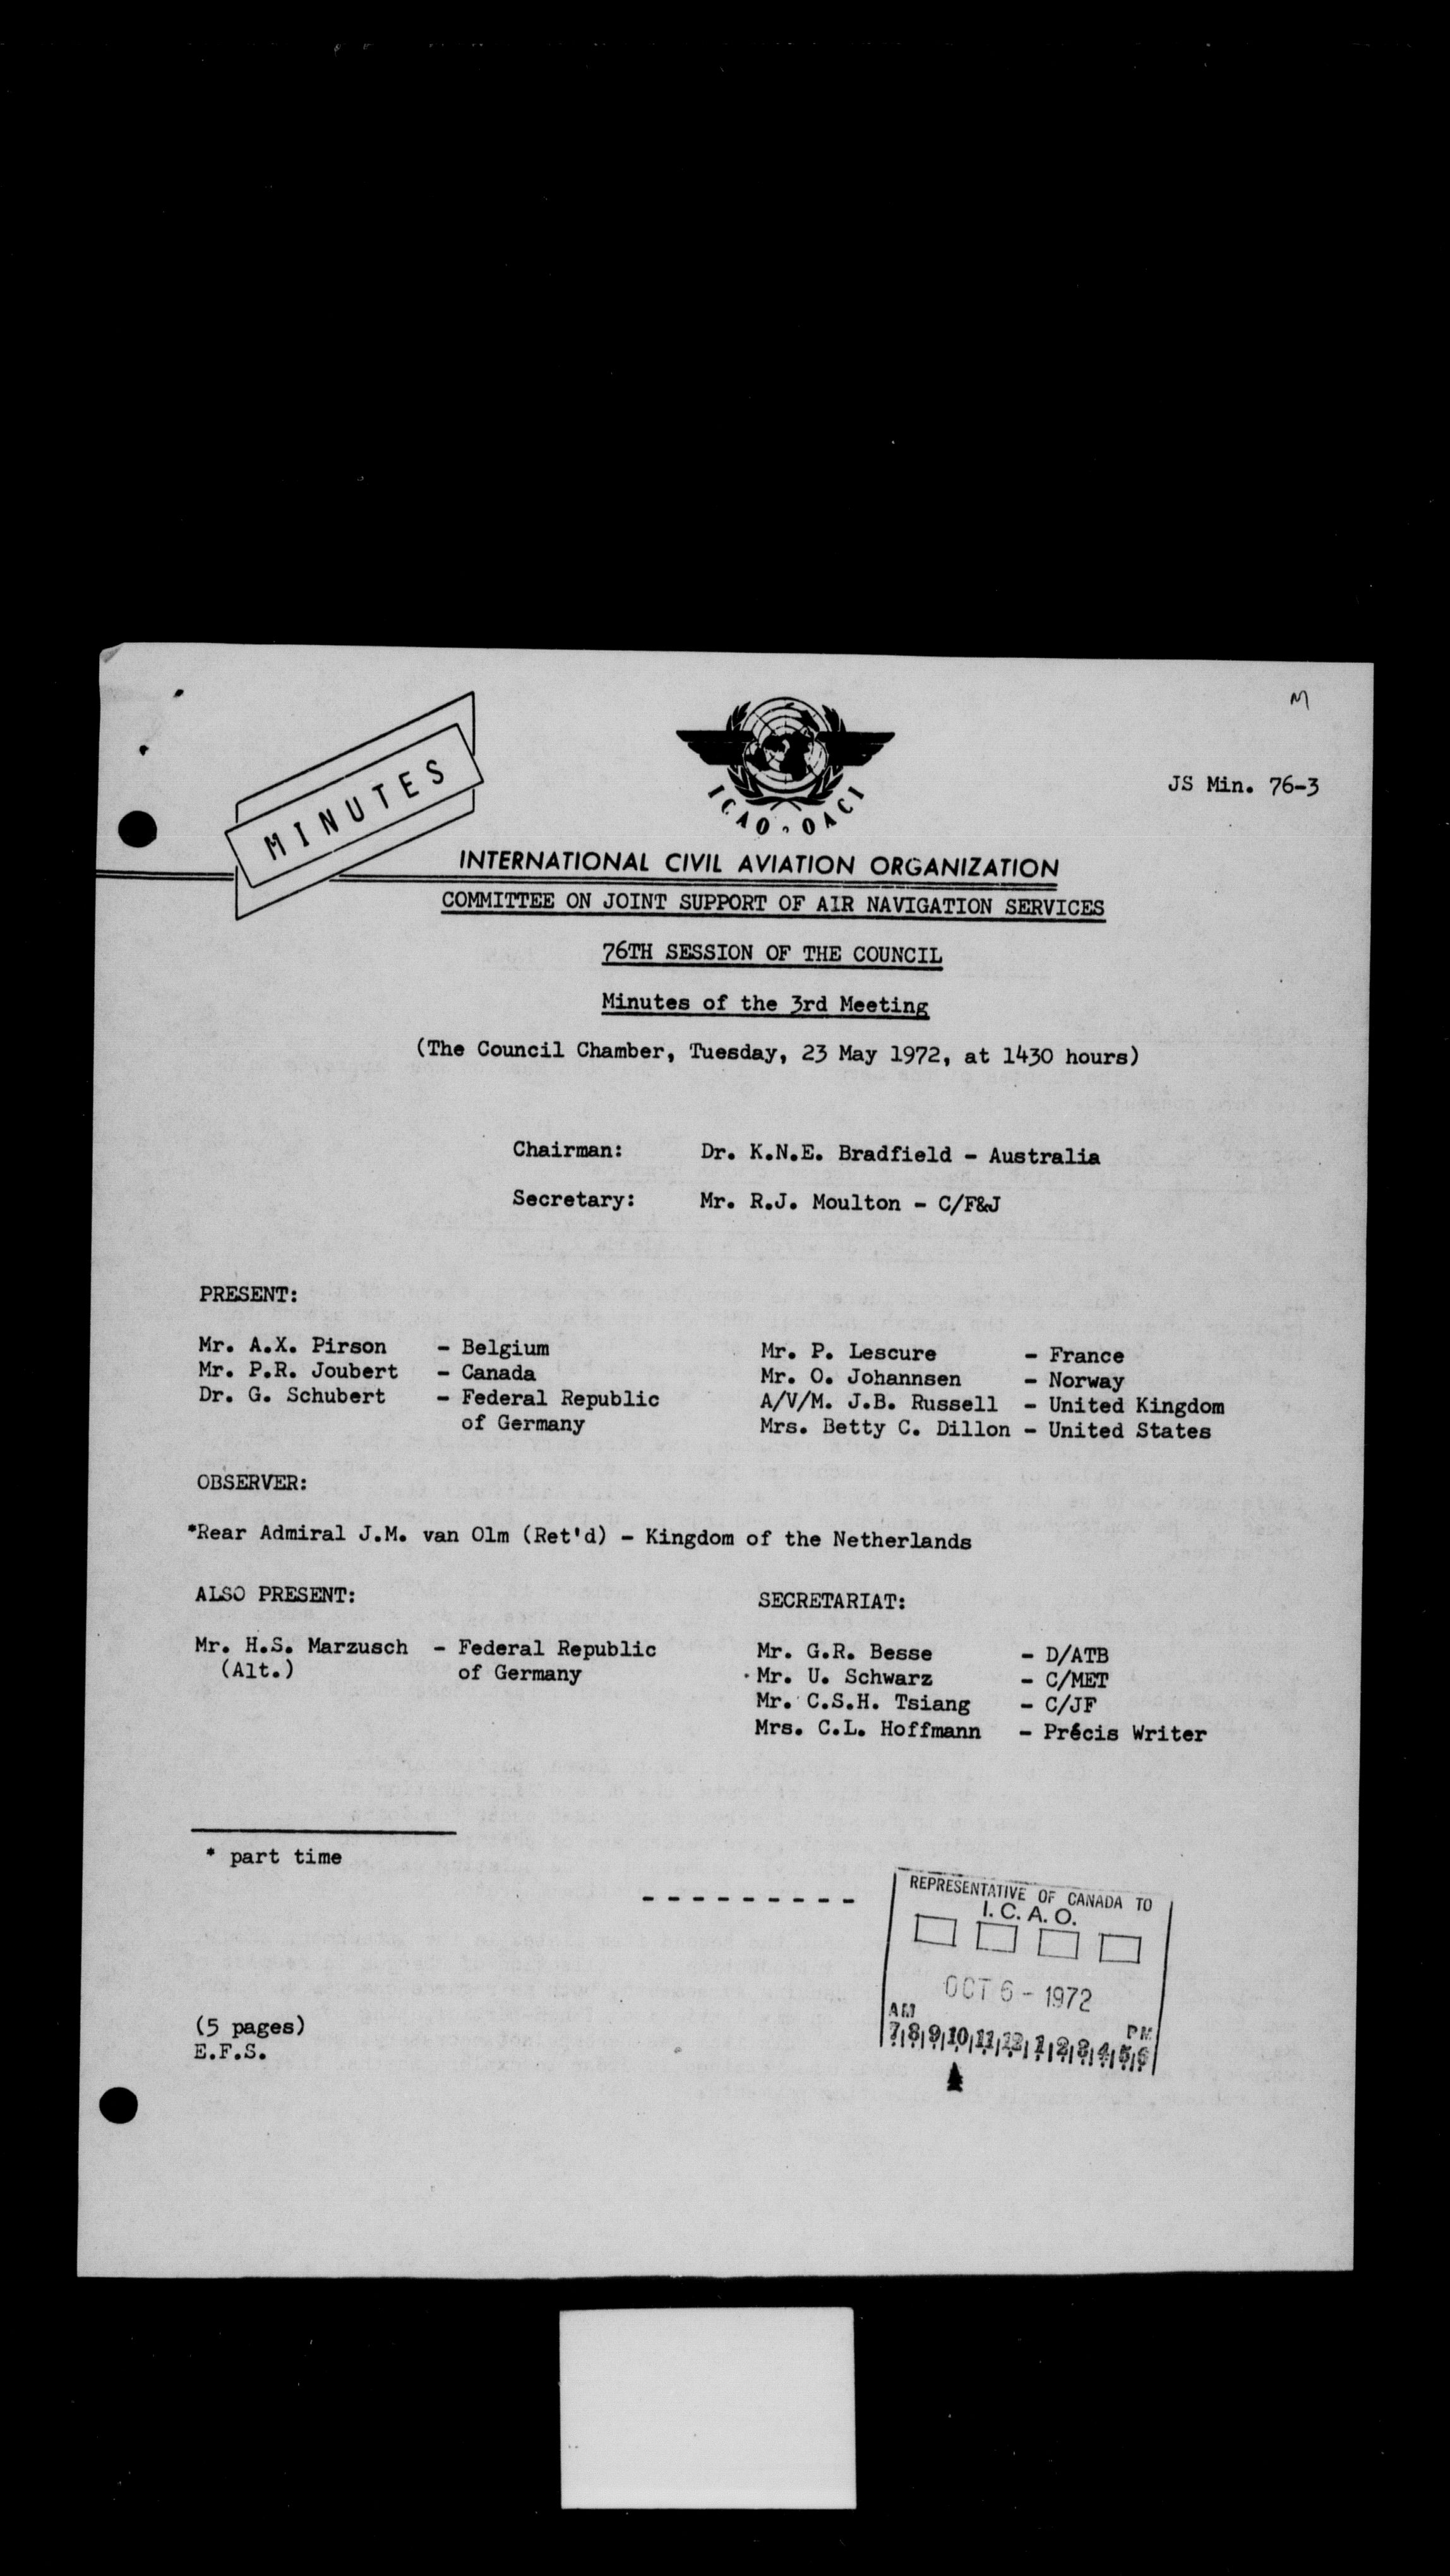 M
MINUTES
JS Min. 76-3
ICAO · OACI
INTERNATIONAL CIVIL AVIATION ORGANIZATION
COMMITTEE ON JOINT SUPPORT OF AIR NAVIGATION SERVICES
76TH SESSION OF THE COUNCIL
Minutes of the 3rd Meeting
(The Council Chamber, Tuesday, 23 May 1972, at 1430 hours)
Chairman: Dr. K.N.E. Bradfield - Australia
Secretary: Mr. R.J. Moulton - C/F&J
PRESENT:
Mr. A.X. Pirson - Belgium
Mr. P.R. Joubert - Canada
Dr. G. Schubert - Federal Republic
of Germany
Mr. P. Lescure - France
Mr. O. Johannsen - Norway
A/V/M. J.B. Russell - United Kingdom
Mrs. Betty C. Dillon - United States
OBSERVER:
*Rear Admiral J.M. van Olm (Ret'd) - Kingdom of the Netherlands
ALSO PRESENT:
Mr. H.S. Marzusch - Federal Republic
(Alt.) of Germany
SECRETARIAT:
Mr. G.R. Besse - D/ATB
Mr. U. Schwarz - C/MET
Mr. C.S.H. Tsiang - C/JF
Mrs. C.L. Hoffmann - Précis Writer
* part time
- - - - - - - - -
REPRESENTATIVE OF CANADA TO
I.C.A.O.
OCT 6 - 1972
AM PM
7|8|9|10|11|12|1|2|3|4|5|6
(5 pages)
E.F.S.